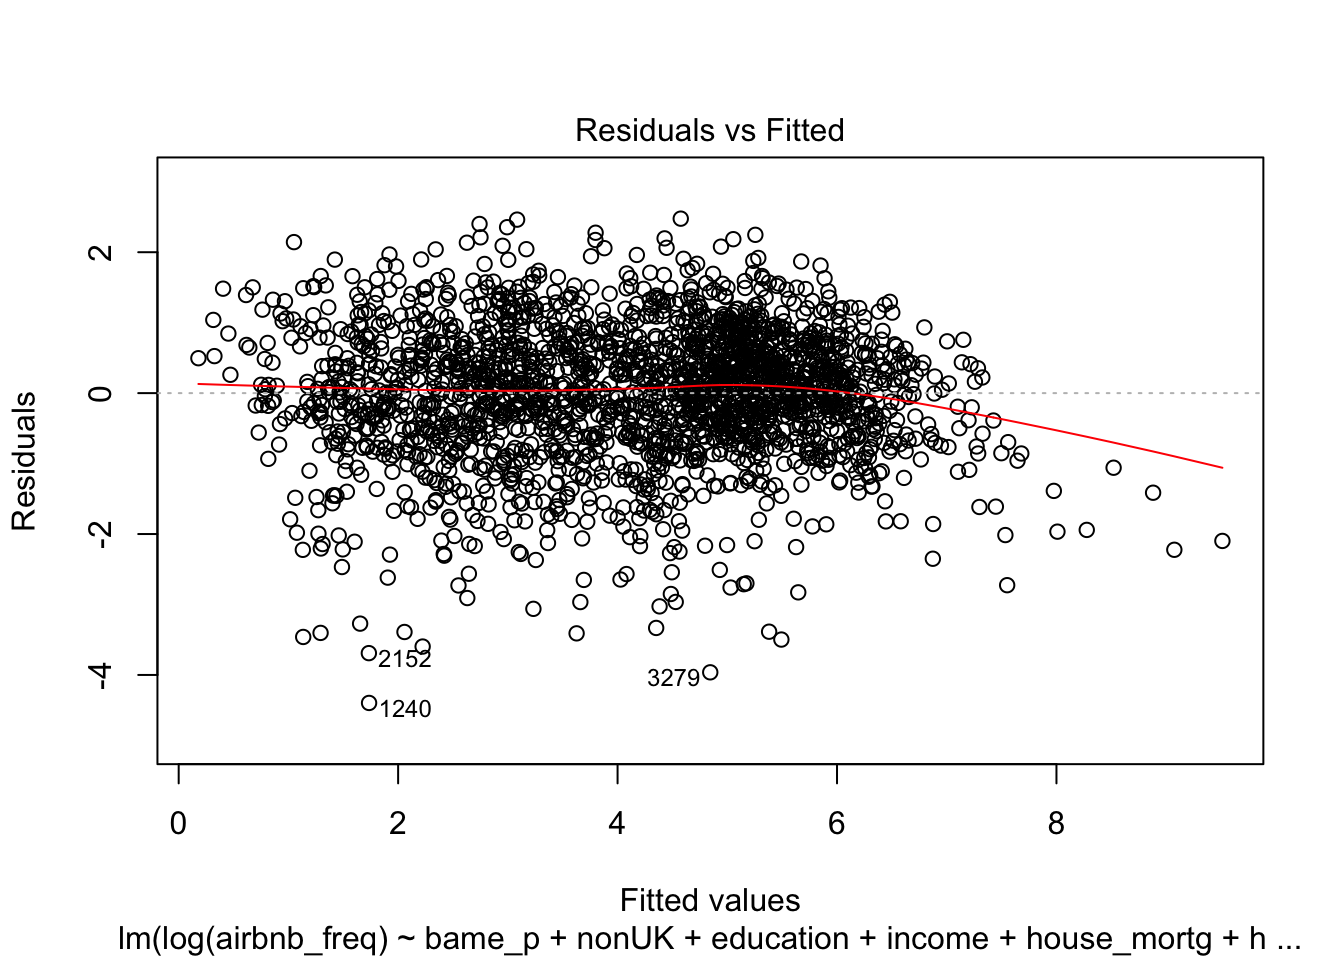 Residuals vs Fitted
Residuals
2
0
-2
-4
2152
3279
1240
0 2 4 6 8
Fitted values
lm(log(airbnb_freq) ~ bame_p + nonUK + education + income + house_mortg + h ...